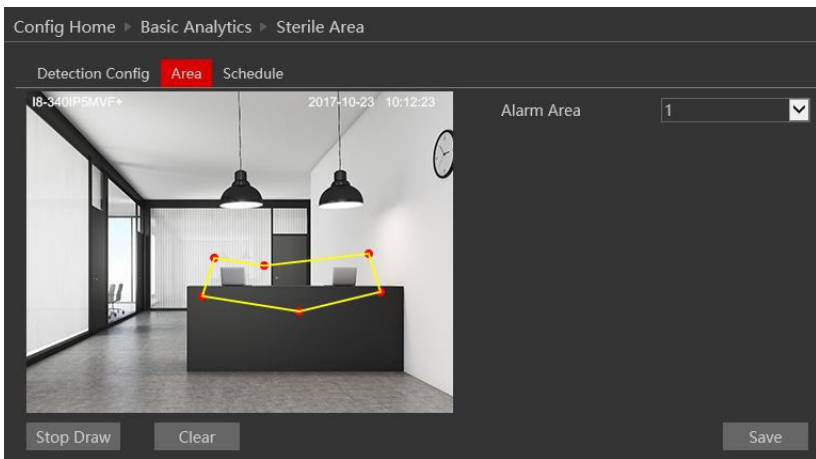 Config Home ▶ Basic Analytics ▶ Sterile Area
Detection Config Area Schedule
I8-340IP5MVF+ 2017-10-23 10:12:23
Alarm Area 1
Stop Draw Clear Save